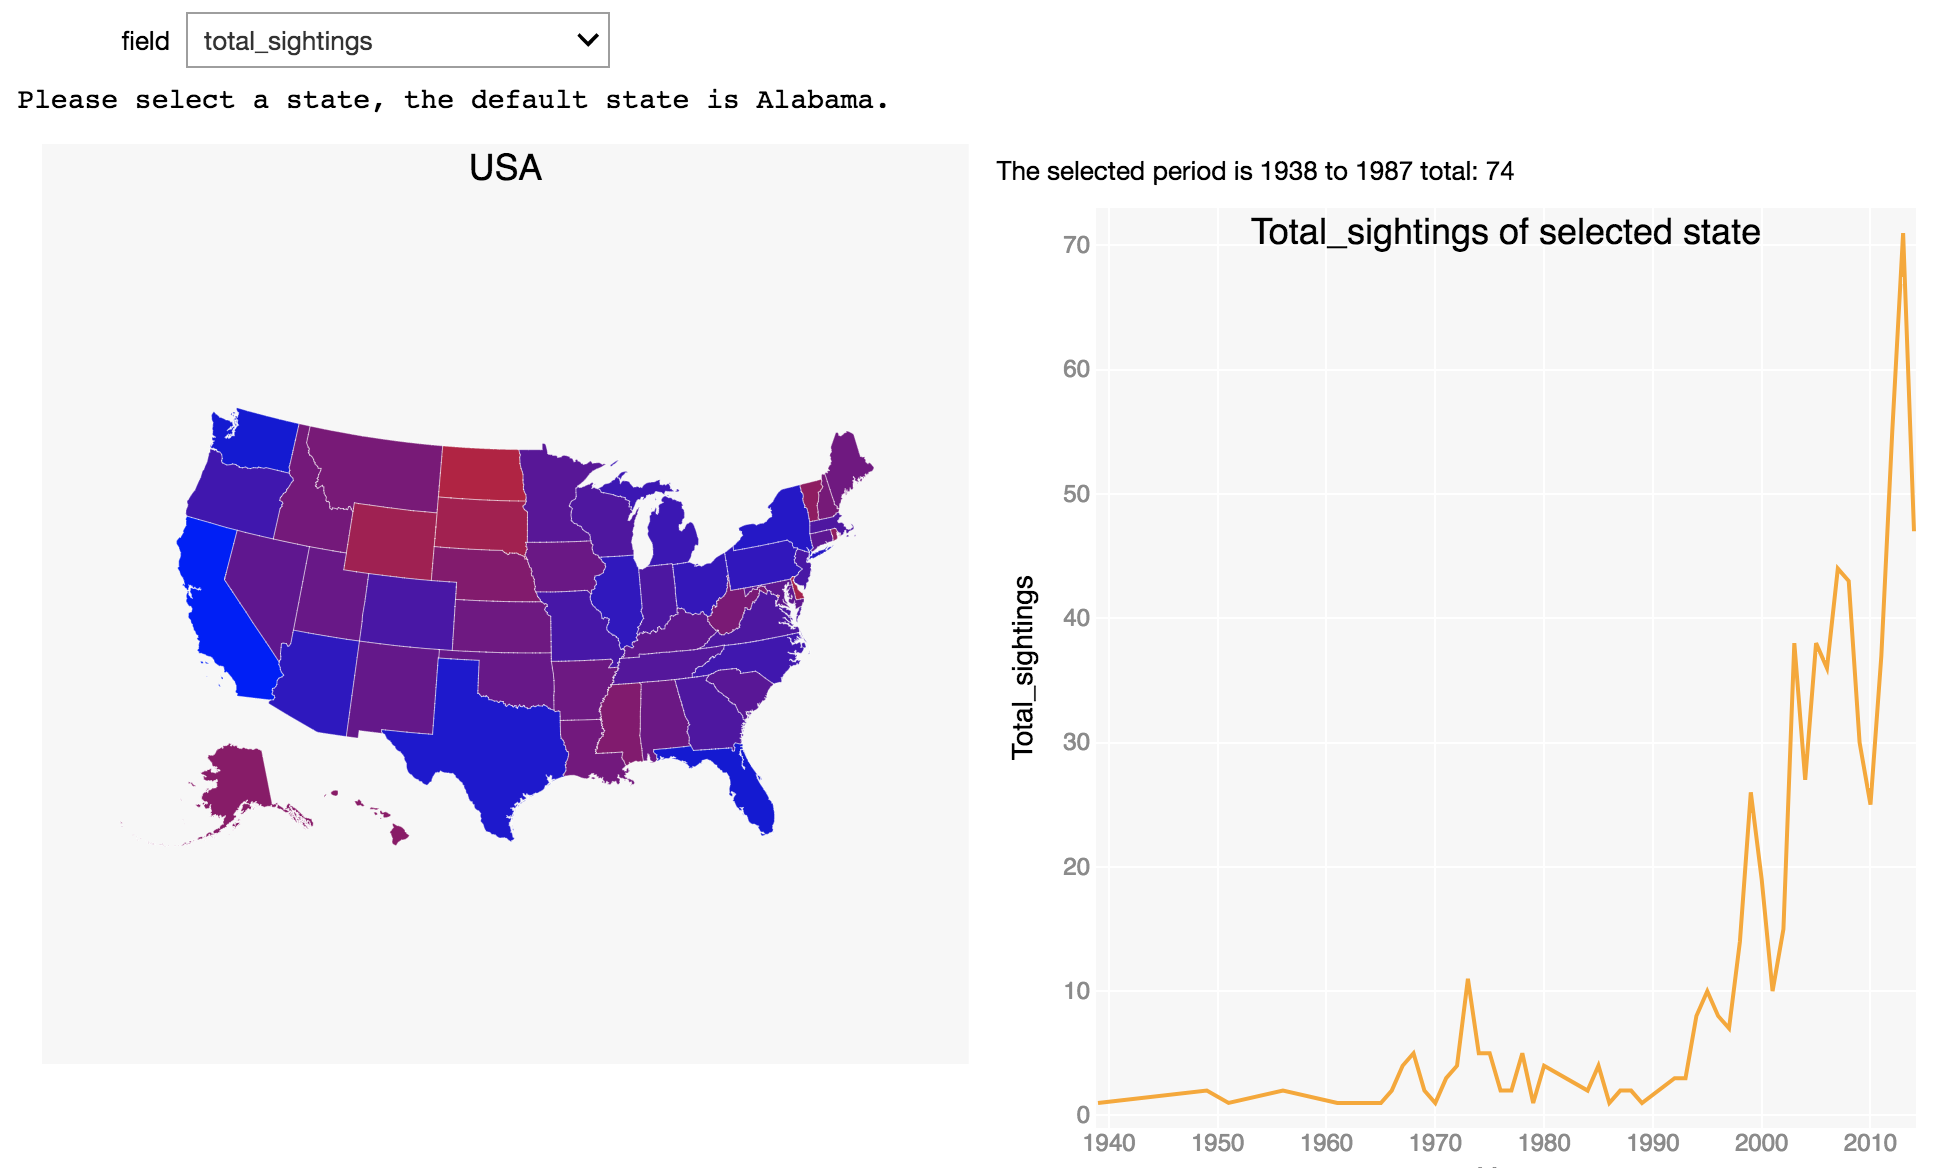 field total_sightings
Please select a state, the default state is Alabama.
USA
The selected period is 1938 to 1987 total: 74
Total_sightings of selected state
Total_sightings
70
60
50
40
30
20
10
0
1940 1950 1960 1970 1980 1990 2000 2010